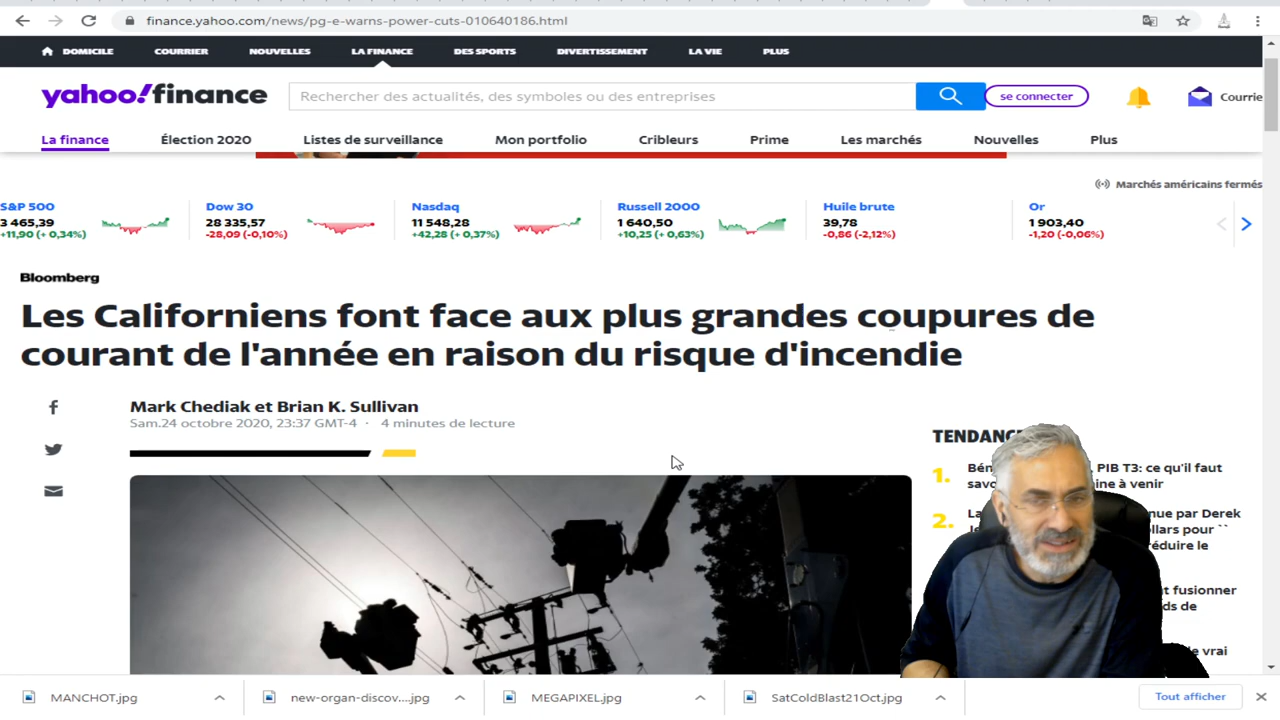 finance.yahoo.com/news/pg-e-warns-power-cuts-010640186.html
DOMICILE COURRIER NOUVELLES LA FINANCE DES SPORTS DIVERTISSEMENT LA VIE PLUS
yahoo!finance
Rechercher des actualités, des symboles ou des entreprises
se connecter
Courrie
La finance Élection 2020 Listes de surveillance Mon portfolio Cribleurs Prime Les marchés Nouvelles Plus
Marchés américains fermés
S&P 500
3 465,39
+11,90 (+ 0,34%)
Dow 30
28 335,57
-28,09 (-0,10%)
Nasdaq
11 548,28
+42,28 (+ 0,37%)
Russell 2000
1 640,50
+10,25 (+ 0,63%)
Huile brute
39,78
-0,86 (-2,12%)
Or
1 903,40
-1,20 (-0,06%)
Bloomberg
Les Californiens font face aux plus grandes coupures de
courant de l'année en raison du risque d'incendie
Mark Chediak et Brian K. Sullivan
Sam.24 octobre 2020, 23:37 GMT-4 · 4 minutes de lecture
1. PIB T3: ce qu'il faut
à venir
2. par Derek
pour ``
réduire le
fusionner
de
vrai
MANCHOT.jpg
new-organ-discov....jpg
MEGAPIXEL.jpg
SatColdBlast21Oct.jpg
Tout afficher